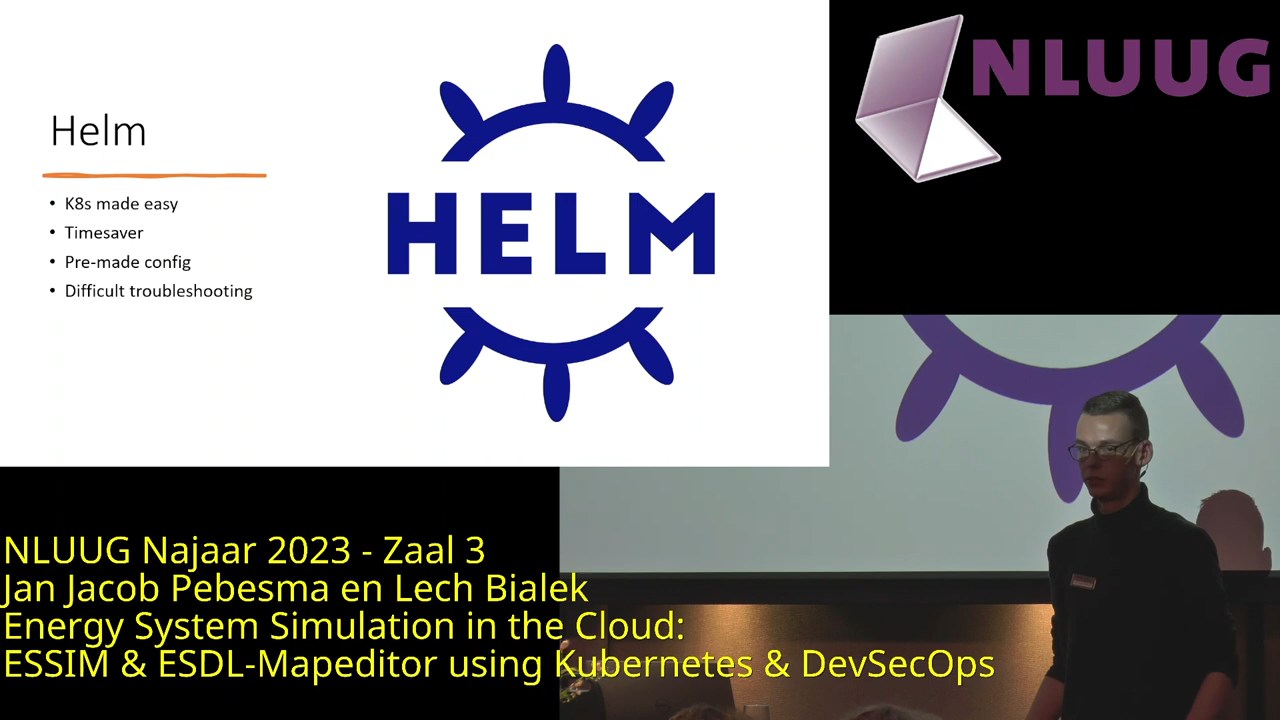 Helm
• K8s made easy
• Timesaver
• Pre-made config
• Difficult troubleshooting
HELM
NLUUG
NLUUG Najaar 2023 - Zaal 3
Jan Jacob Pebesma en Lech Bialek
Energy System Simulation in the Cloud:
ESSIM & ESDL-Mapeditor using Kubernetes & DevSecOps